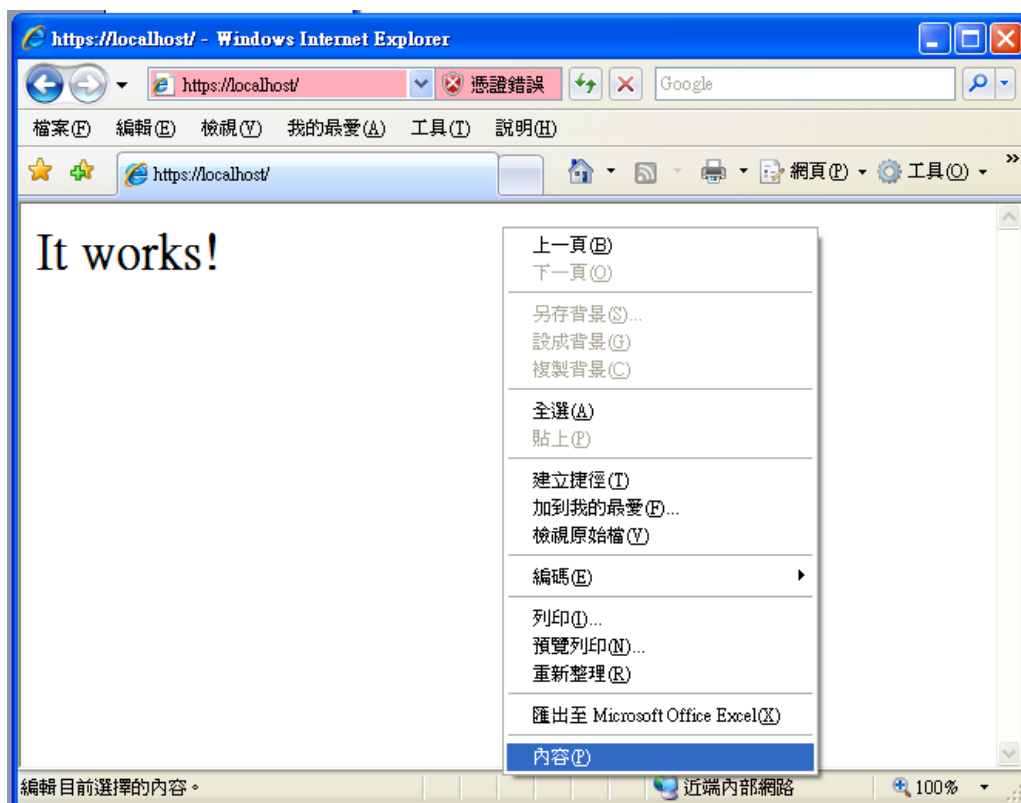 https://localhost/ - Windows Internet Explorer
https://localhost/ 憑證錯誤 Google
檔案(F) 編輯(E) 檢視(V) 我的最愛(A) 工具(T) 說明(H)
https://localhost/ 網頁(P) 工具(O) »
It works!
上一頁(B)
下一頁(O)
另存背景(S)...
設成背景(G)
複製背景(C)
全選(A)
貼上(P)
建立捷徑(T)
加到我的最愛(F)...
檢視原始檔(V)
編碼(E)
列印(I)...
預覽列印(N)...
重新整理(R)
匯出至 Microsoft Office Excel(X)
內容(P)
編輯目前選擇的內容。 近端內部網路 100%